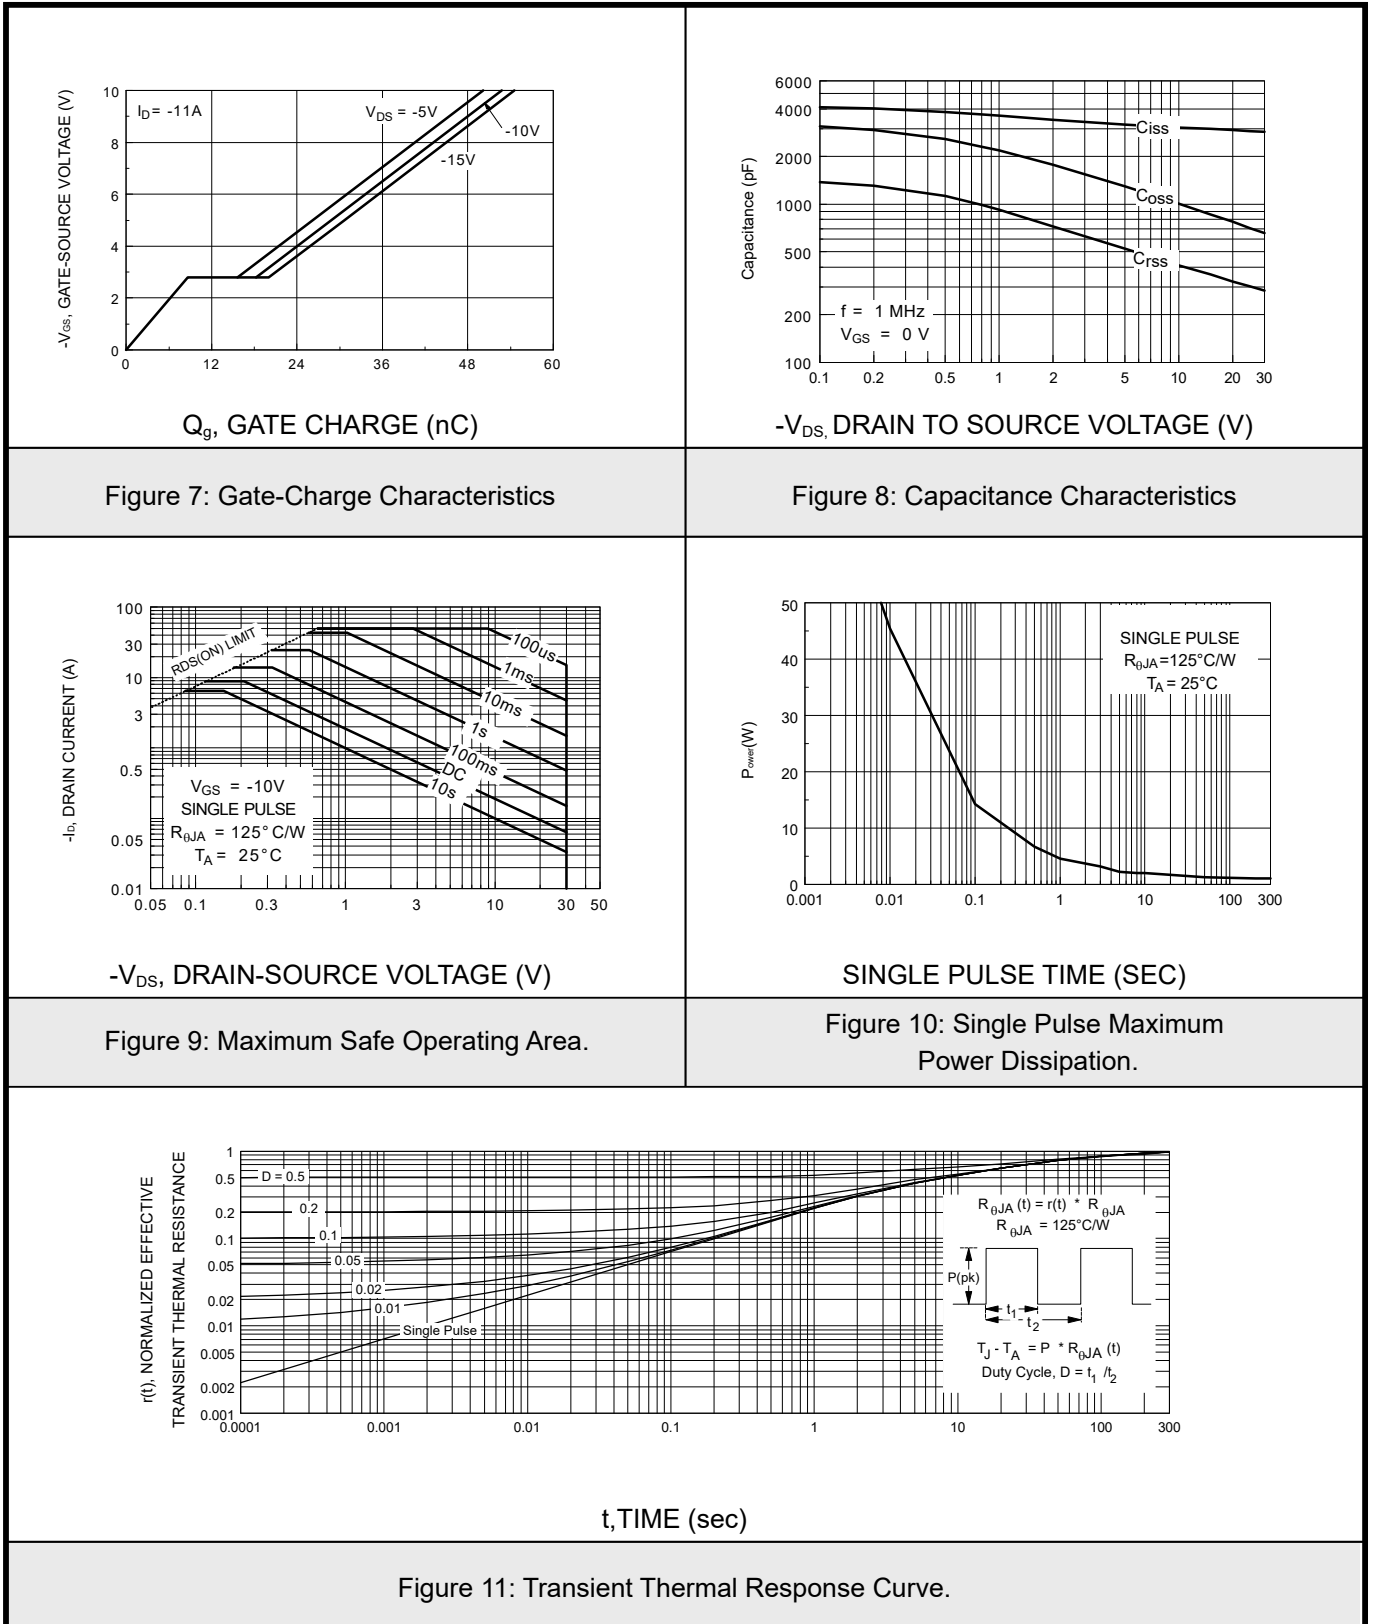 -VGS, GATE-SOURCE VOLTAGE (V)
10
8
6
4
2
0
ID= -11A
VDS = -5V
-10V
-15V
0 12 24 36 48 60
Qg, GATE CHARGE (nC)
Figure 7: Gate-Charge Characteristics
Capacitance (pF)
6000
4000
2000
1000
500
200
100
Ciss
Coss
Crss
f = 1 MHz
VGS = 0 V
0.1 0.2 0.5 1 2 5 10 20 30
-VDS, DRAIN TO SOURCE VOLTAGE (V)
Figure 8: Capacitance Characteristics
-ID, DRAIN CURRENT (A)
100
30
10
3
0.5
0.05
0.01
RDS(ON) LIMIT
100us
1ms
10ms
1s
100ms
DC
10s
VGS = -10V
SINGLE PULSE
RθJA = 125°C/W
TA = 25°C
0.05 0.1 0.3 1 3 10 30 50
-VDS, DRAIN-SOURCE VOLTAGE (V)
Figure 9: Maximum Safe Operating Area.
Power(W)
50
40
30
20
10
0
SINGLE PULSE
RθJA=125°C/W
TA = 25°C
0.001 0.01 0.1 1 10 100 300
SINGLE PULSE TIME (SEC)
Figure 10: Single Pulse Maximum
Power Dissipation.
r(t), NORMALIZED EFFECTIVE
TRANSIENT THERMAL RESISTANCE
1
0.5
0.2
0.1
0.05
0.02
0.01
0.005
0.002
0.001
D = 0.5
0.2
0.1
0.05
0.02
0.01
Single Pulse
RθJA (t) = r(t) * RθJA
RθJA = 125°C/W
P(pk)
t1
t2
TJ - TA = P * RθJA (t)
Duty Cycle, D = t1 /t2
0.0001 0.001 0.01 0.1 1 10 100 300
t,TIME (sec)
Figure 11: Transient Thermal Response Curve.